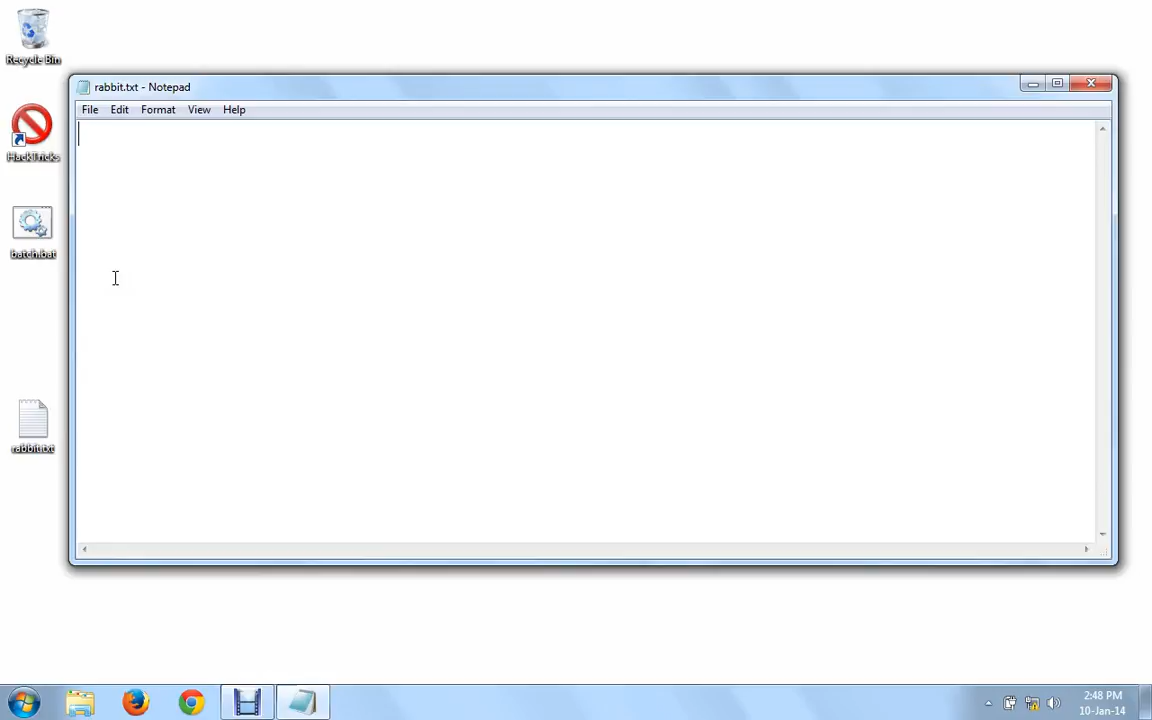 Recycle Bin
rabbit.txt - Notepad
File Edit Format View Help
HackTricks
batch.bat
rabbit.txt
2:48 PM
10-Jan-14